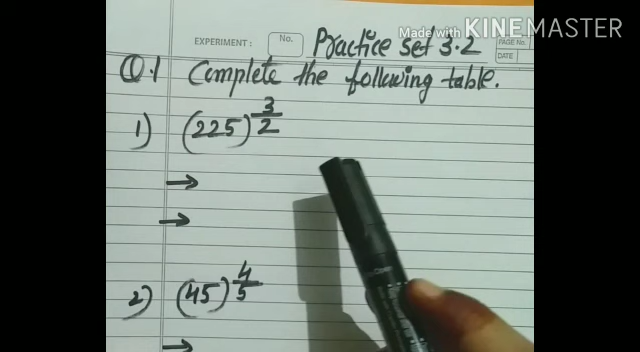 Made with KINEMASTER
EXPERIMENT : No. Practice Set 3.2 PAGE No.
DATE
Q.1 Complete the following table.
1) (225)^3/2
→
→
2) (45)^4/5
→